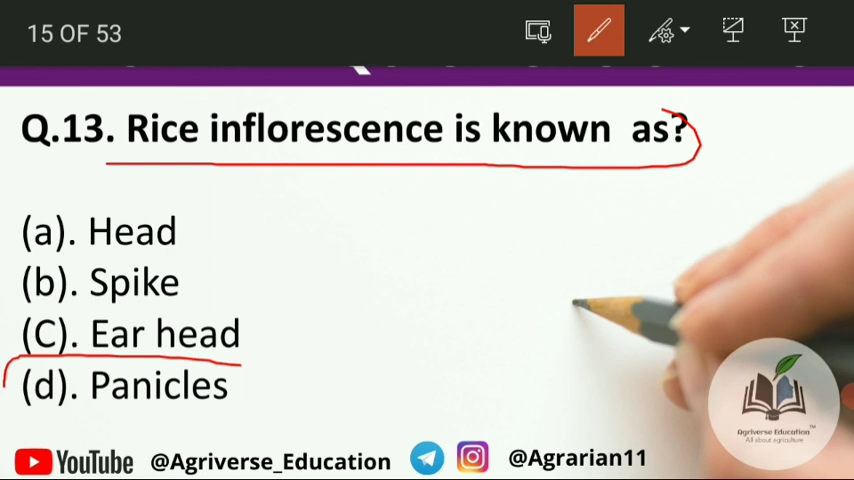 15 OF 53
Q.13. Rice inflorescence is known as?
(a). Head
(b). Spike
(C). Ear head
(d). Panicles
Agriverse Education™
All about agriculture
YouTube @Agriverse_Education @Agrarian11